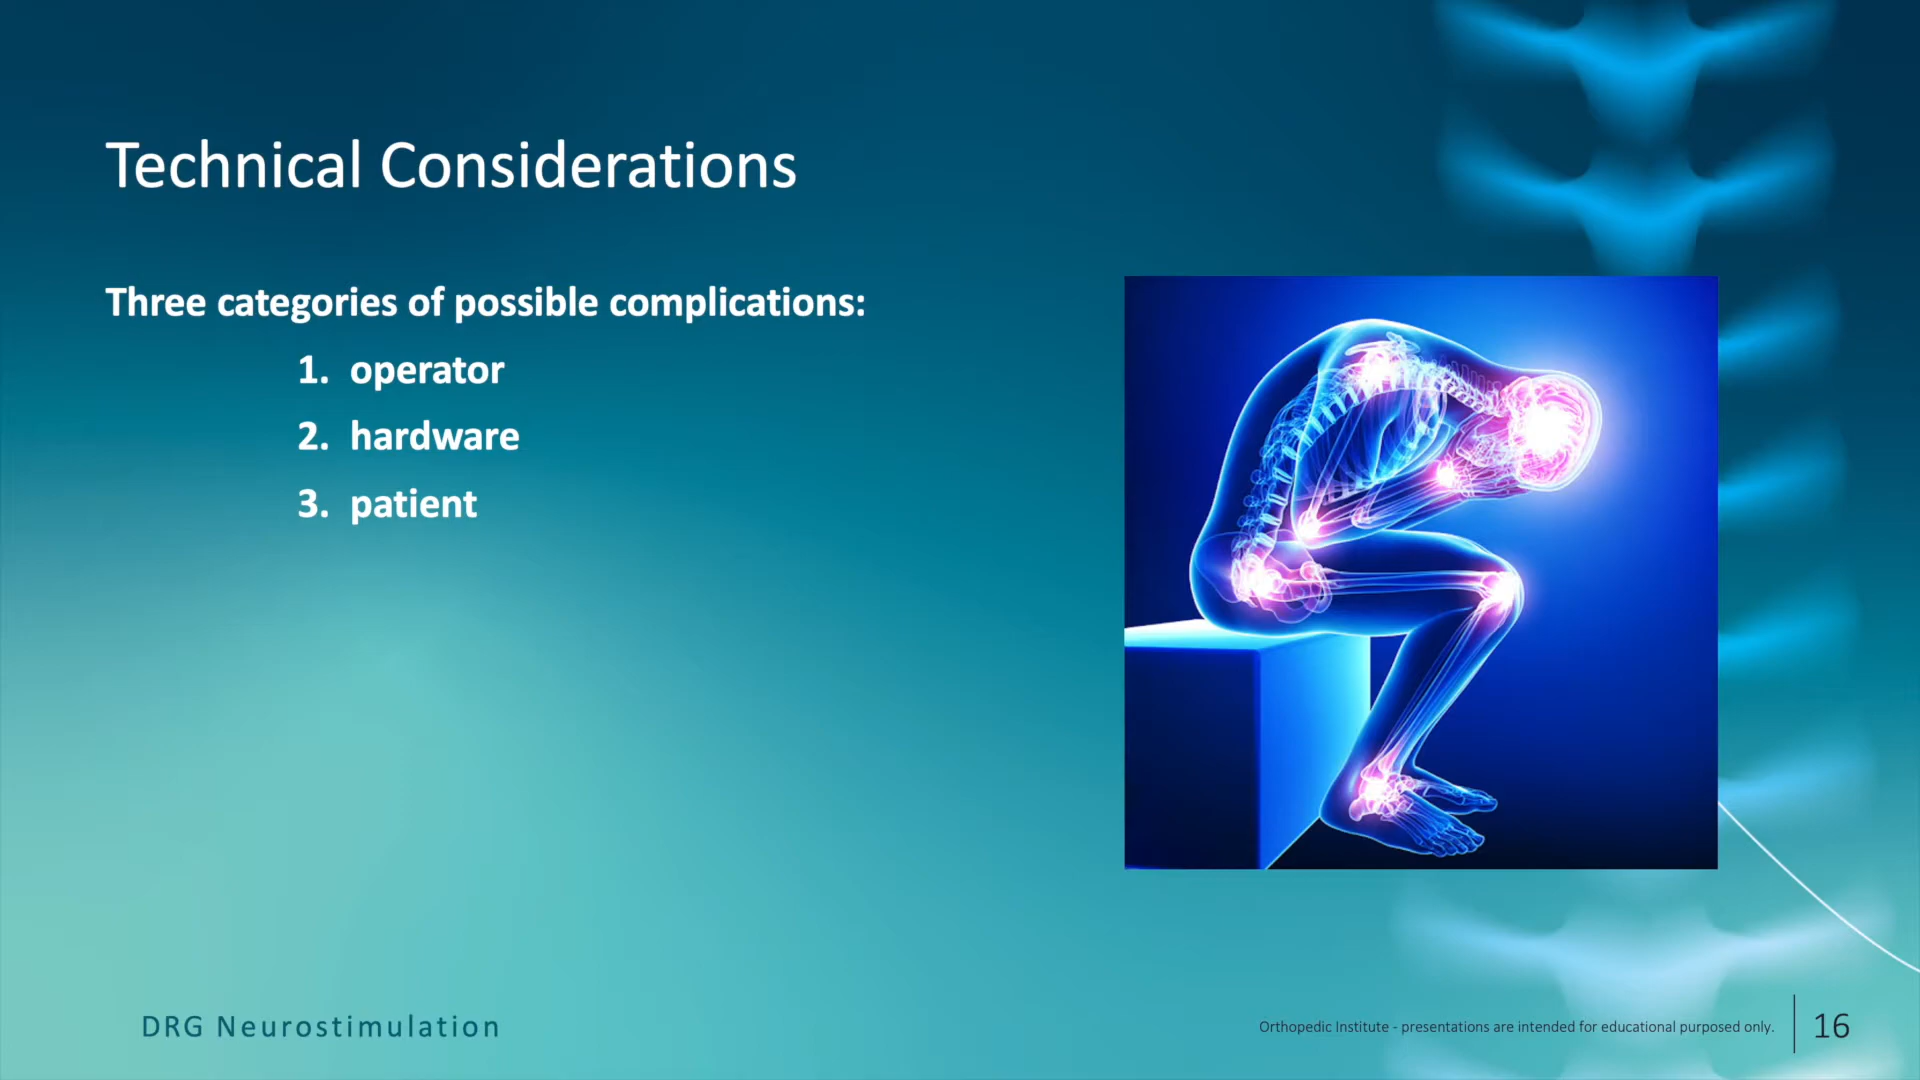 Technical Considerations
Three categories of possible complications:
1. operator
2. hardware
3. patient
DRG Neurostimulation
Orthopedic Institute - presentations are intended for educational purposed only.
16